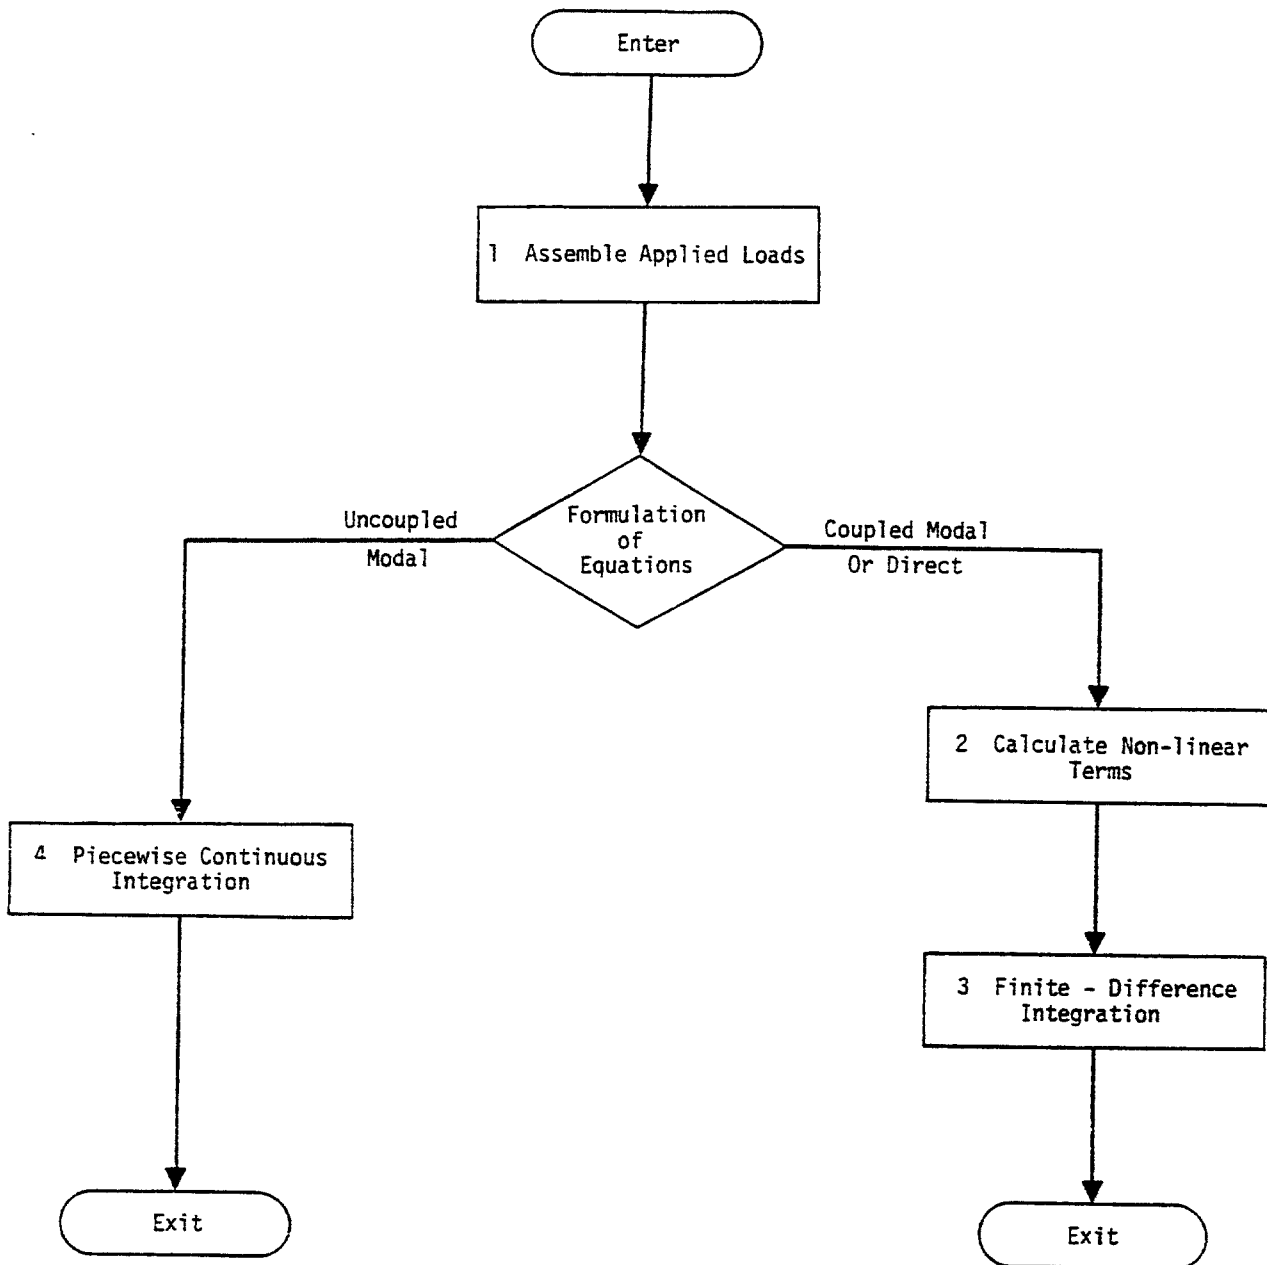 Enter
1 Assemble Applied Loads
Formulation
of
Equations
Uncoupled
Modal
Coupled Modal
Or Direct
2 Calculate Non-linear
Terms
4 Piecewise Continuous
Integration
3 Finite - Difference
Integration
Exit
Exit